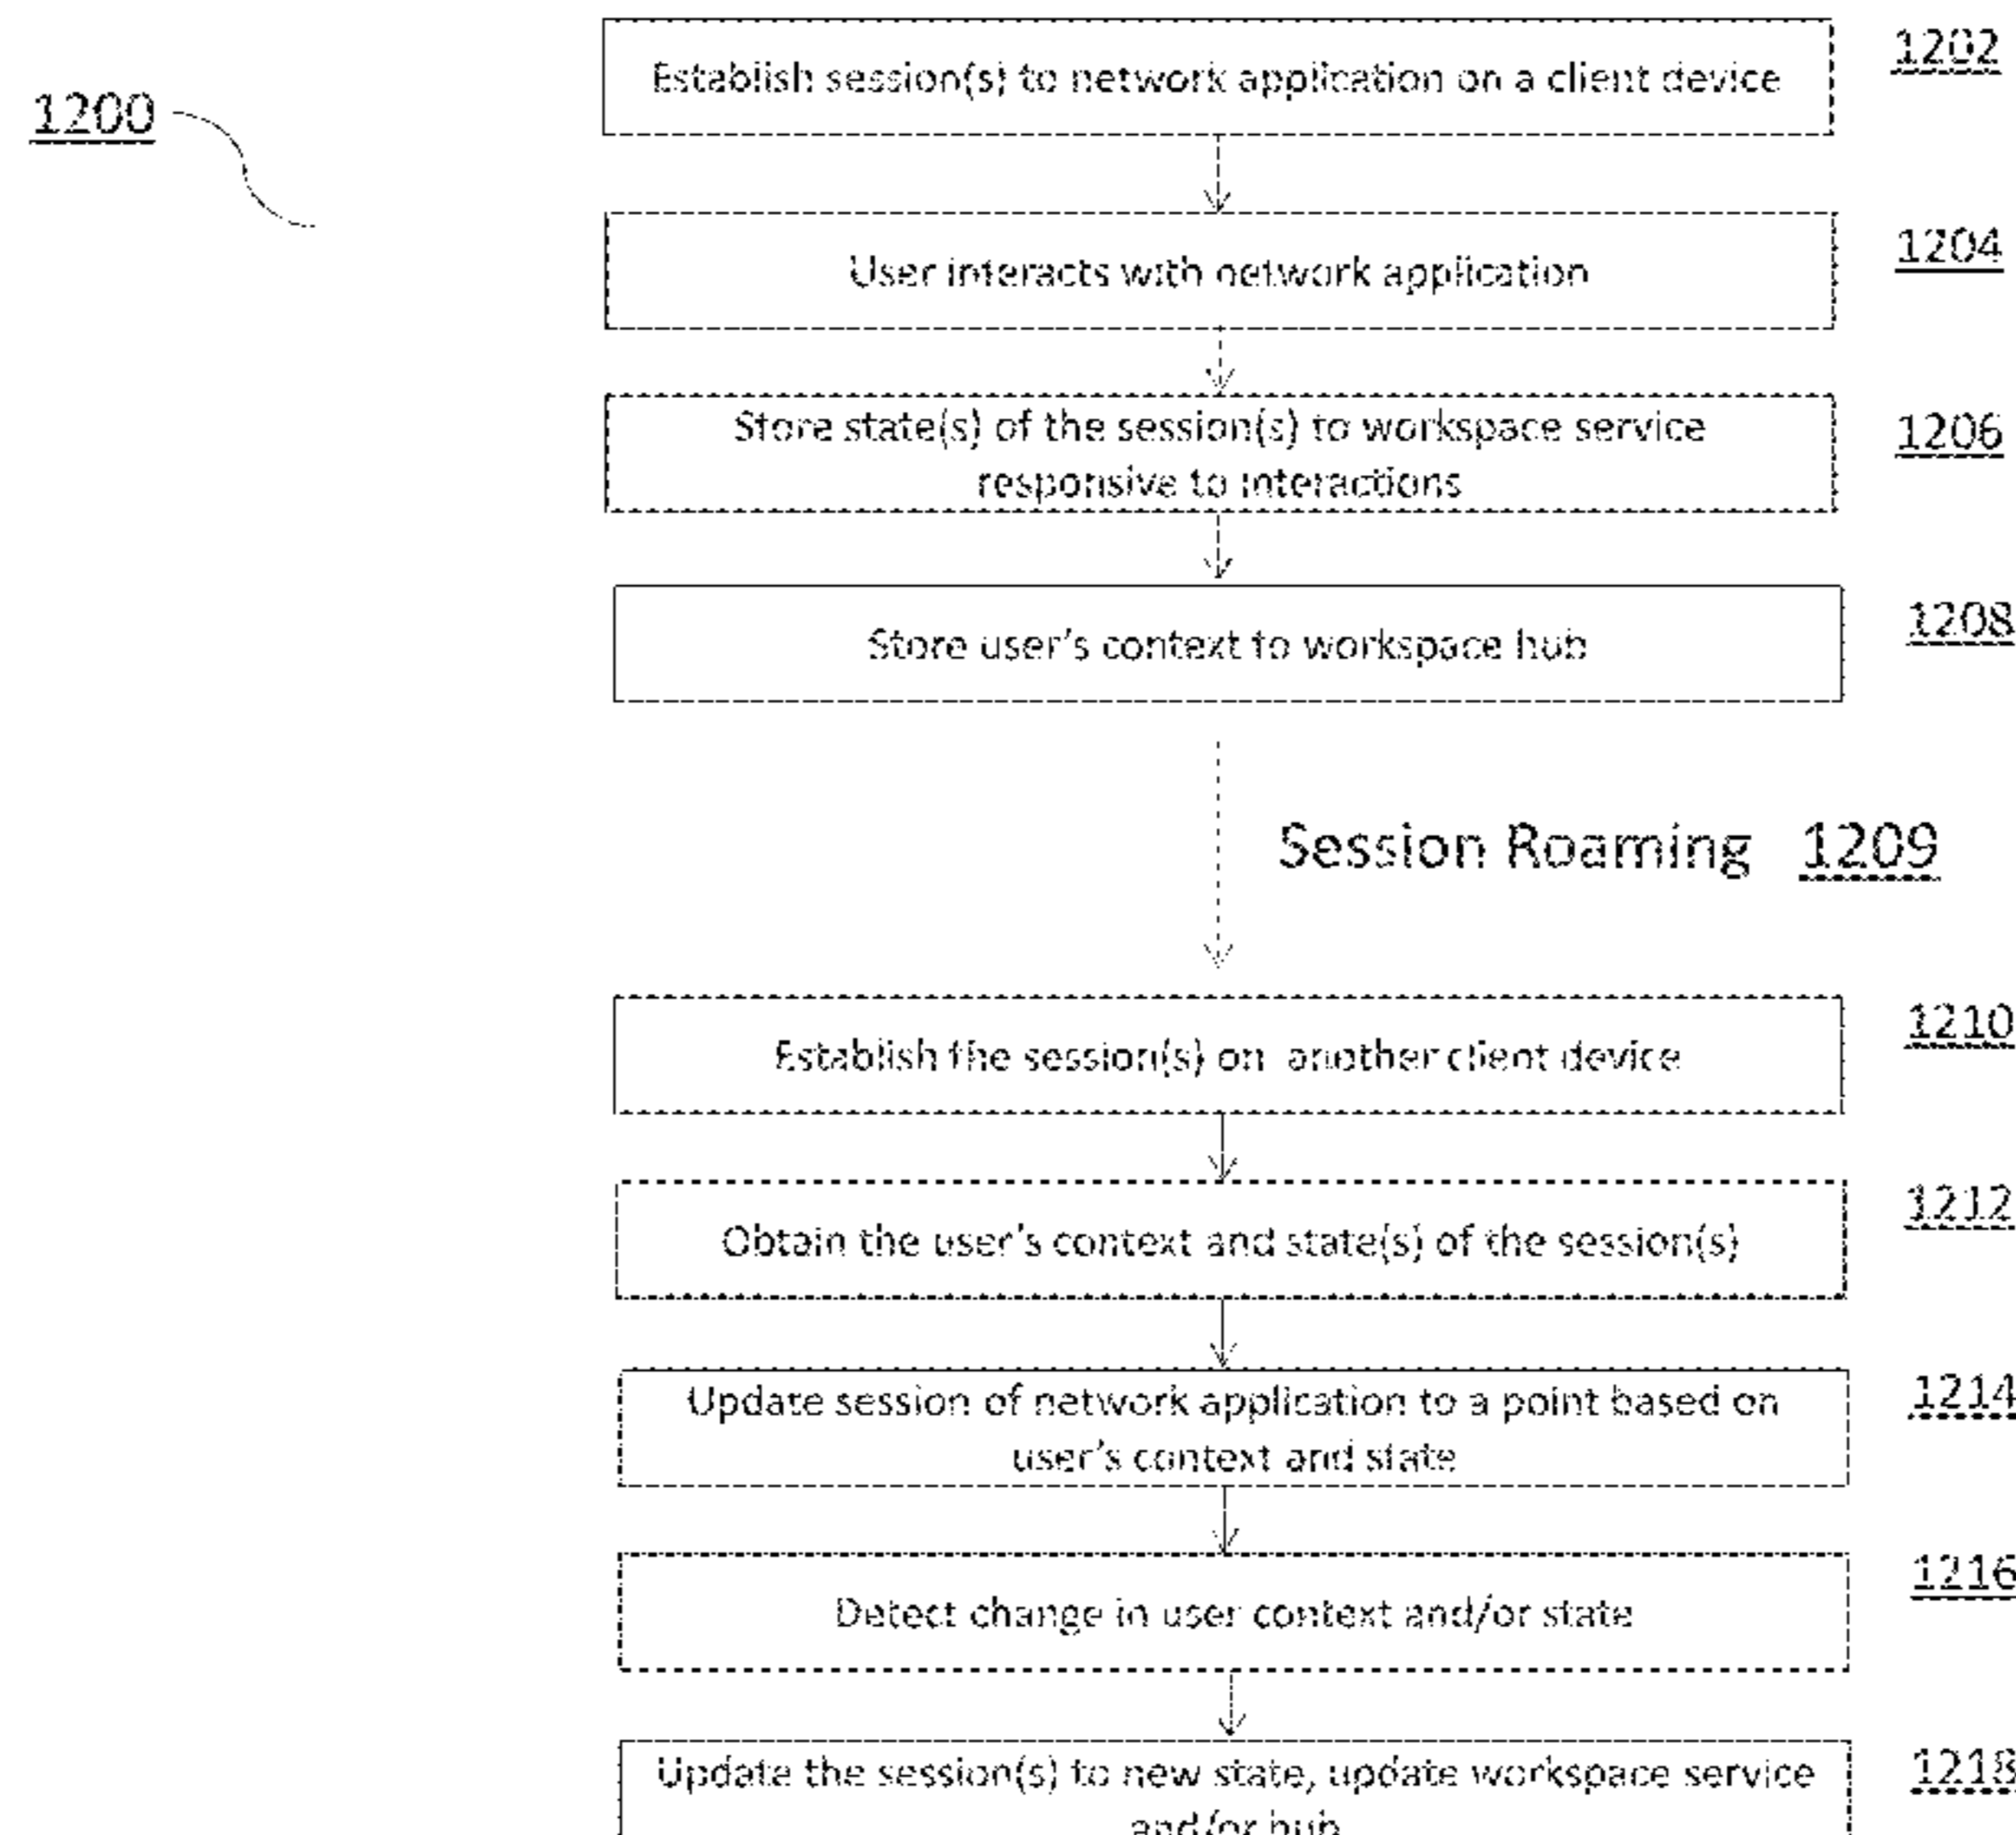 1200
Establish session(s) to network application on a client device
1202
User interacts with network application
1204
Store state(s) of the session(s) to workspace service
responsive to interactions
1206
Store user's context to workspace hub
1208
Session Roaming 1209
Establish the session(s) on another client device
1210
Obtain the user's context and state(s) of the session(s)
1212
Update session of network application to a point based on
user's context and state
1214
Detect change in user context and/or state
1216
Update the session(s) to new state, update workspace service
and/or hub
1218